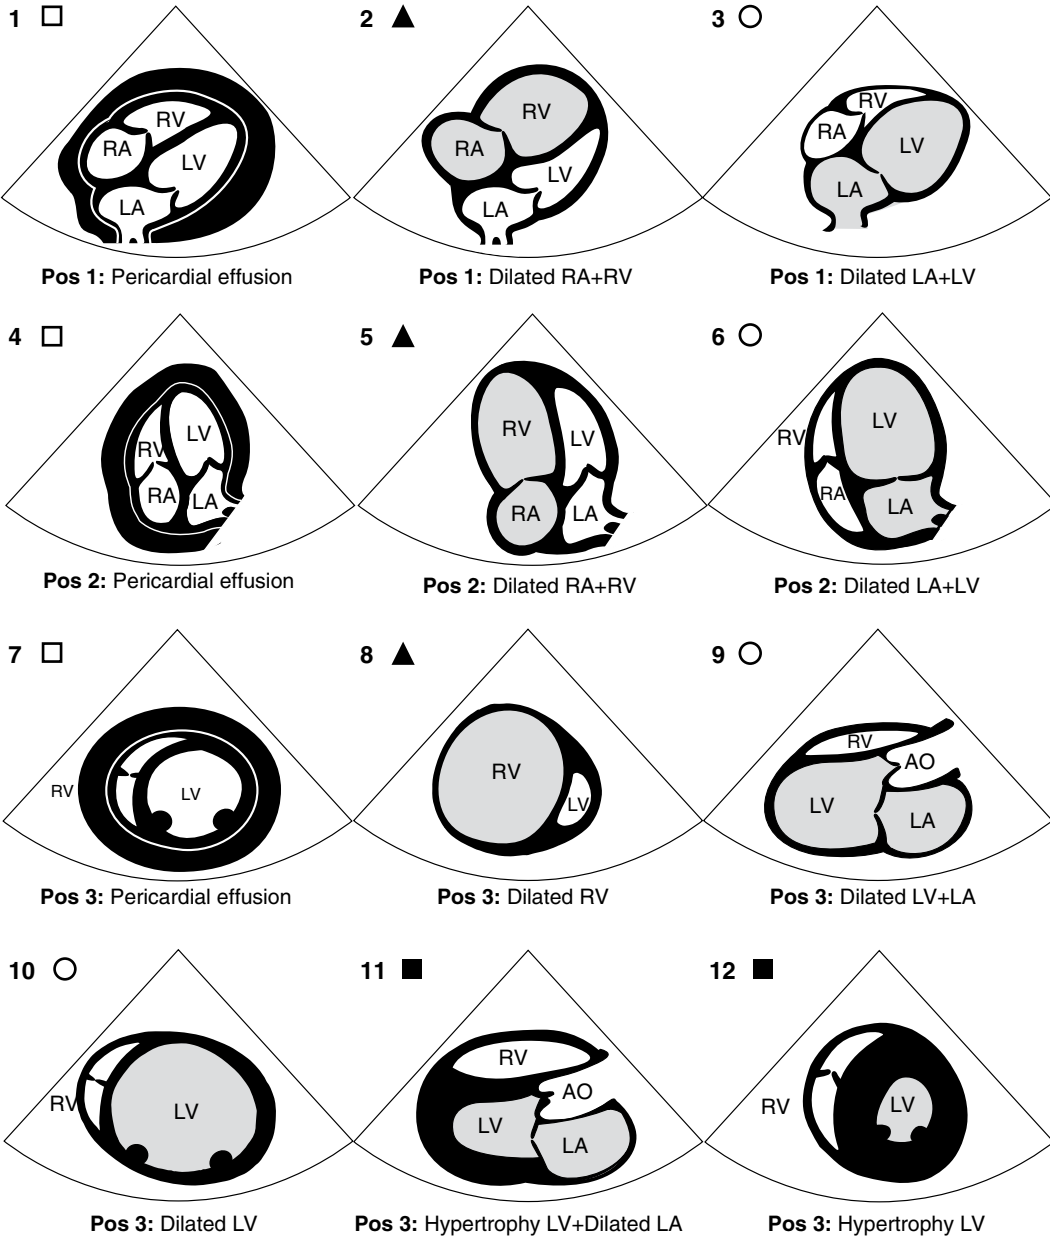 1
2
3
RV
RA
LV
LA
RV
RA
LV
LA
RV
RA
LV
LA
Pos 1: Pericardial effusion
Pos 1: Dilated RA+RV
Pos 1: Dilated LA+LV
4
5
6
LV
RV
RA
LA
RV
LV
RA
LA
LV
RV
RA
LA
Pos 2: Pericardial effusion
Pos 2: Dilated RA+RV
Pos 2: Dilated LA+LV
7
8
9
RV
LV
RV
LV
RV
AO
LV
LA
Pos 3: Pericardial effusion
Pos 3: Dilated RV
Pos 3: Dilated LV+LA
10
11
12
RV
LV
RV
AO
LV
LA
RV
LV
Pos 3: Dilated LV
Pos 3: Hypertrophy LV+Dilated LA
Pos 3: Hypertrophy LV